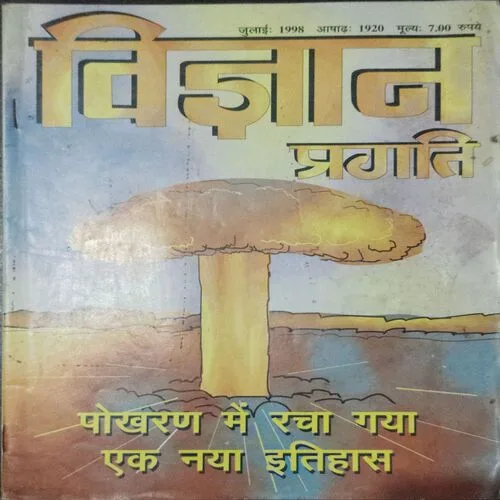 जुलाई: 1998 आषाढ़: 1920 मूल्य: 7.00 रुपये
विज्ञान
प्रगति
पोखरण में रचा गया
एक नया इतिहास